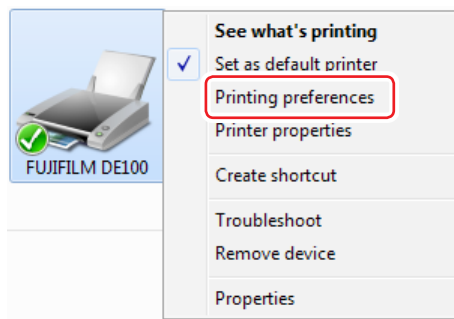 See what's printing
Set as default printer
Printing preferences
Printer properties
FUJIFILM DE100
Create shortcut
Troubleshoot
Remove device
Properties